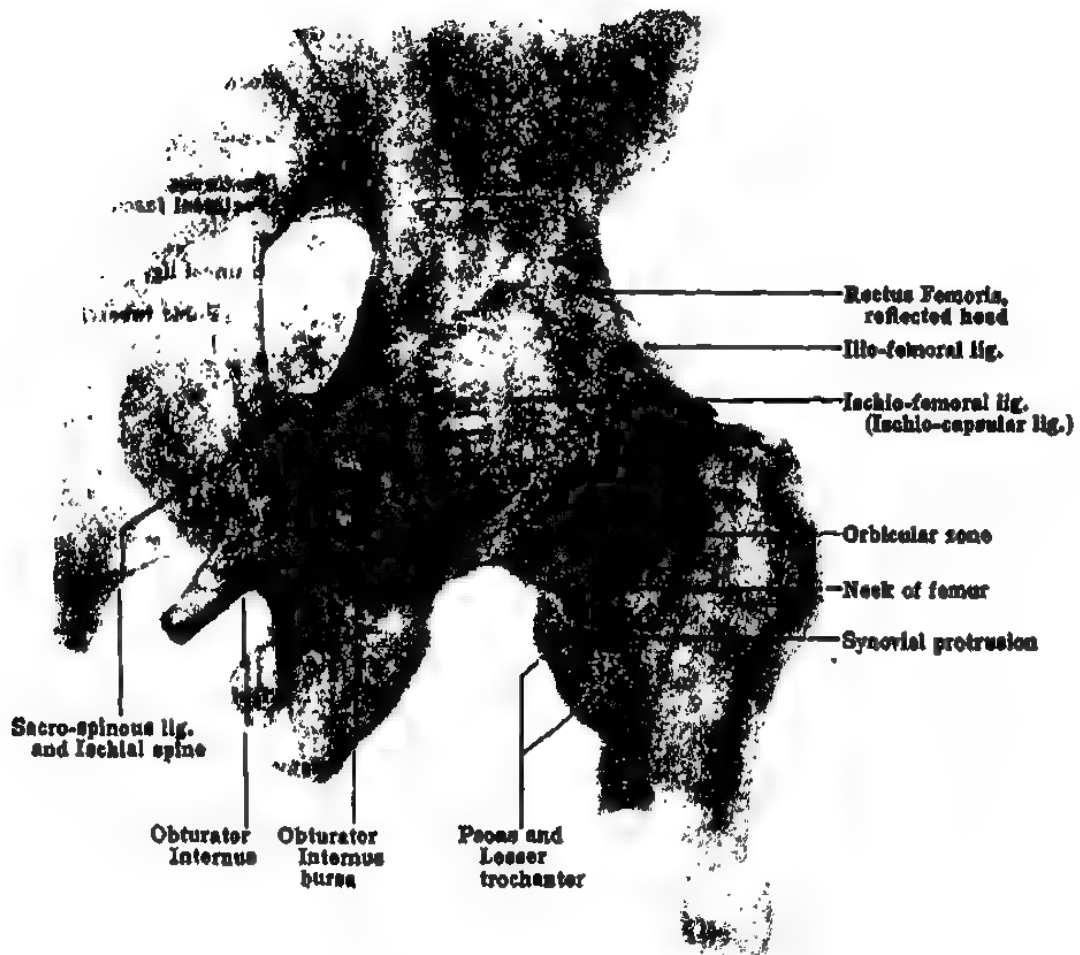 Rectus Femoris,
reflected head
Ilio-femoral lig.
Ischio-femoral lig.
(Ischio-capsular lig.)
Orbicular zone
Neck of femur
Synovial protrusion
Sacro-spinous lig.
and Ischial spine
Obturator
Internus
Obturator
Internus
bursa
Psoas and
Lesser
trochanter